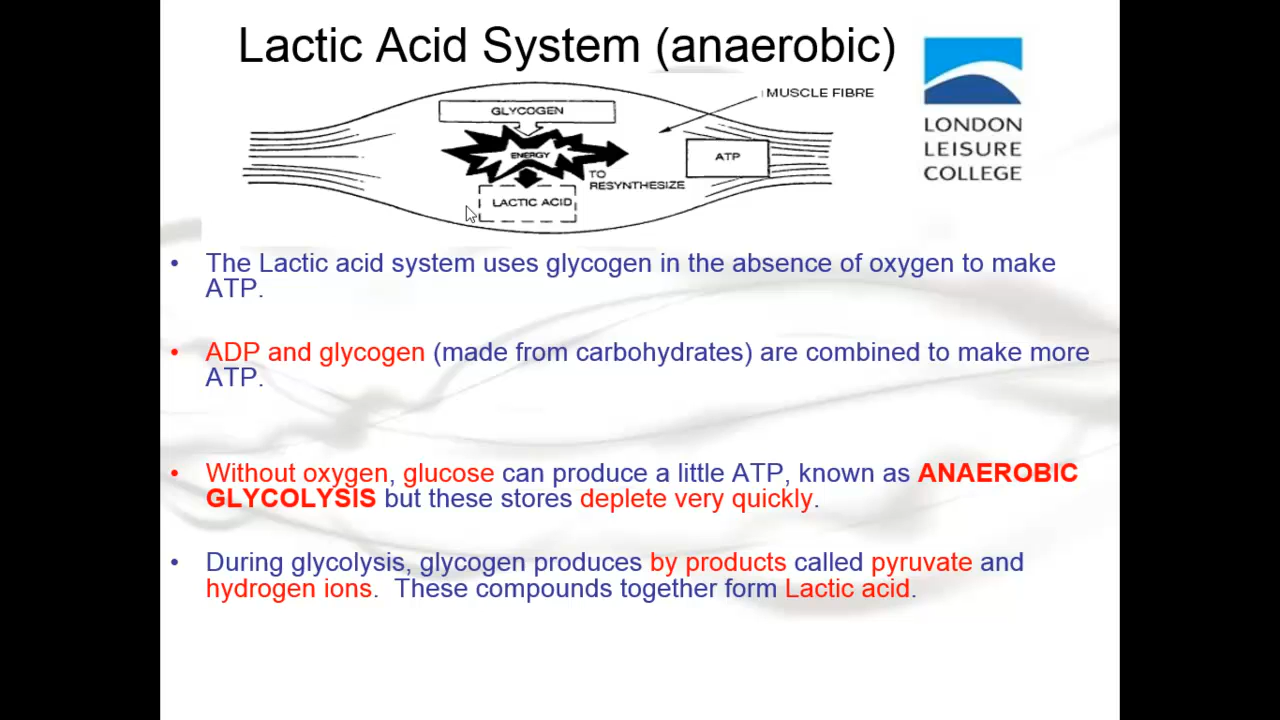 Lactic Acid System (anaerobic)
MUSCLE FIBRE
GLYCOGEN
ENERGY
ATP
TO
RESYNTHESIZE
LACTIC ACID
LONDON
LEISURE
COLLEGE
• The Lactic acid system uses glycogen in the absence of oxygen to make
ATP.
• ADP and glycogen (made from carbohydrates) are combined to make more
ATP.
• Without oxygen, glucose can produce a little ATP, known as ANAEROBIC
GLYCOLYSIS but these stores deplete very quickly.
• During glycolysis, glycogen produces by products called pyruvate and
hydrogen ions.  These compounds together form Lactic acid.